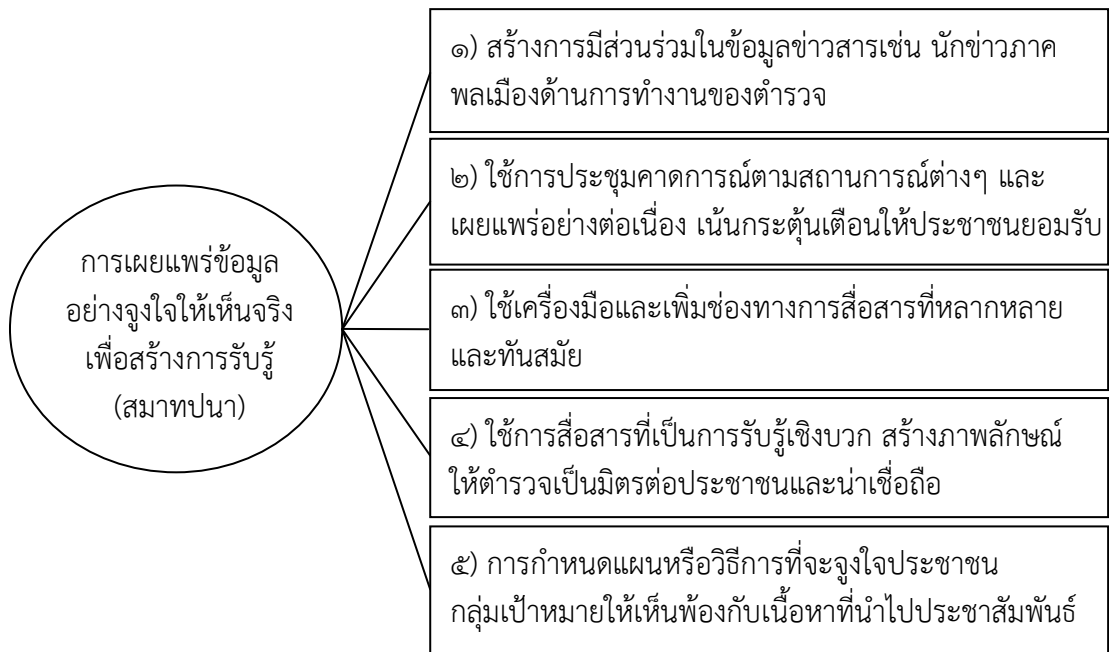 การเผยแพร่ข้อมูล
อย่างจูงใจให้เห็นจริง
เพื่อสร้างการรับรู้
(สมาทปนา)
๑) สร้างการมีส่วนร่วมในข้อมูลข่าวสารเช่น นักข่าวภาค
พลเมืองด้านการทำงานของตำรวจ
๒) ใช้การประชุมคาดการณ์ตามสถานการณ์ต่างๆ และ
เผยแพร่อย่างต่อเนื่อง เน้นกระตุ้นเตือนให้ประชาชนยอมรับ
๓) ใช้เครื่องมือและเพิ่มช่องทางการสื่อสารที่หลากหลาย
และทันสมัย
๔) ใช้การสื่อสารที่เป็นการรับรู้เชิงบวก สร้างภาพลักษณ์
ให้ตำรวจเป็นมิตรต่อประชาชนและน่าเชื่อถือ
๕) การกำหนดแผนหรือวิธีการที่จะจูงใจประชาชน
กลุ่มเป้าหมายให้เห็นพ้องกับเนื้อหาที่นำไปประชาสัมพันธ์